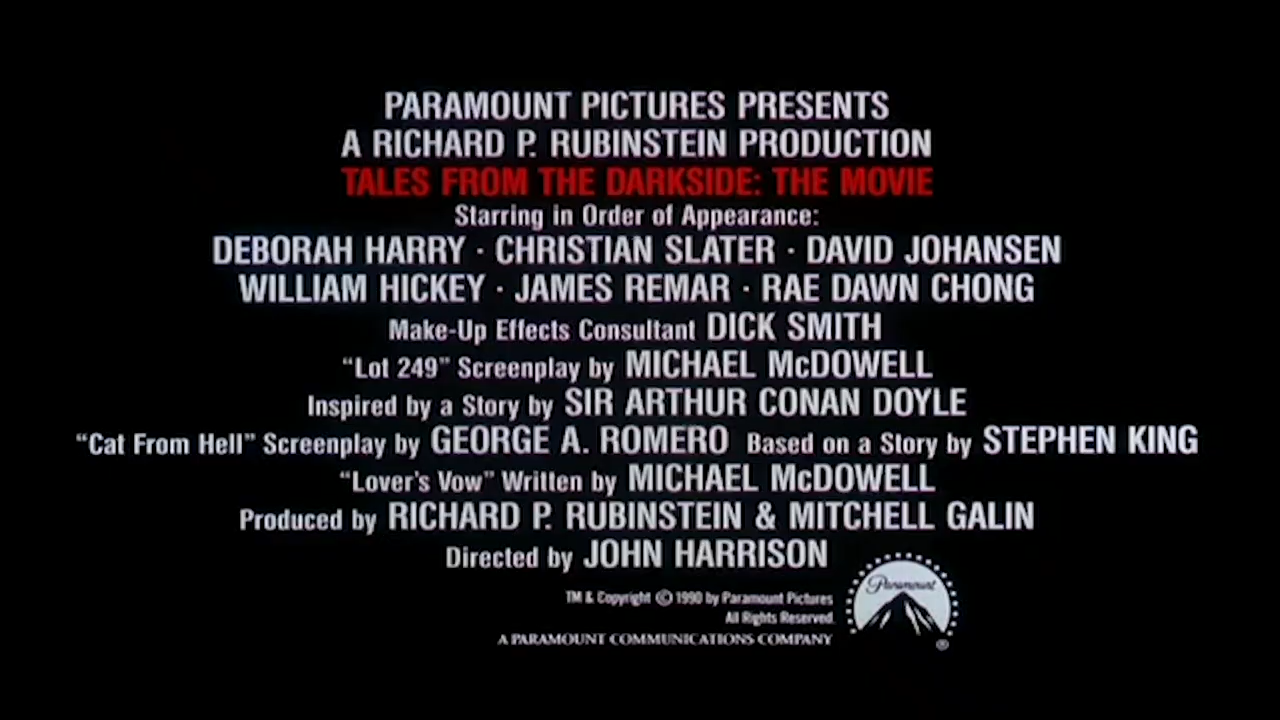 PARAMOUNT PICTURES PRESENTS
A RICHARD P. RUBINSTEIN PRODUCTION
TALES FROM THE DARKSIDE: THE MOVIE
Starring in Order of Appearance:
DEBORAH HARRY · CHRISTIAN SLATER · DAVID JOHANSEN
WILLIAM HICKEY · JAMES REMAR · RAE DAWN CHONG
Make-Up Effects Consultant DICK SMITH
“Lot 249” Screenplay by MICHAEL McDOWELL
Inspired by a Story by SIR ARTHUR CONAN DOYLE
“Cat From Hell” Screenplay by GEORGE A. ROMERO Based on a Story by STEPHEN KING
“Lover's Vow” Written by MICHAEL McDOWELL
Produced by RICHARD P. RUBINSTEIN & MITCHELL GALIN
Directed by JOHN HARRISON
TM & Copyright © 1990 by Paramount Pictures
All Rights Reserved.
A PARAMOUNT COMMUNICATIONS COMPANY
Paramount
®